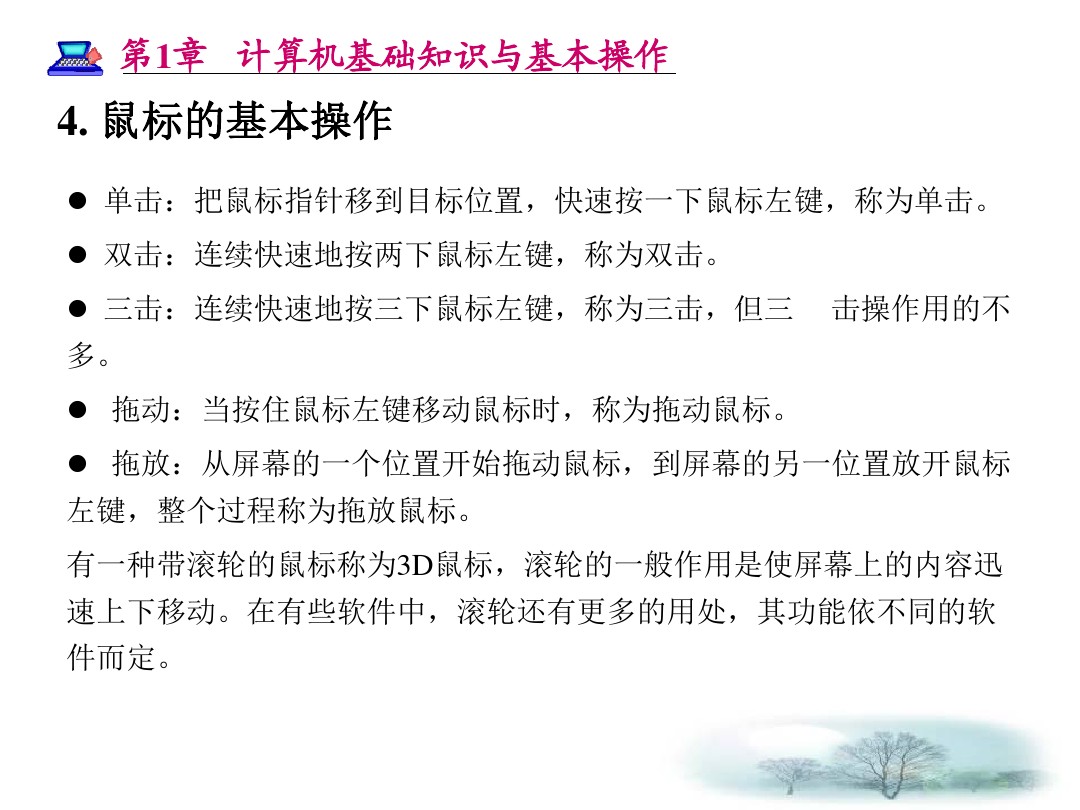 第1章 计算机基础知识与基本操作
4. 鼠标的基本操作
● 单击：把鼠标指针移到目标位置，快速按一下鼠标左键，称为单击。
● 双击：连续快速地按两下鼠标左键，称为双击。
● 三击：连续快速地按三下鼠标左键，称为三击，但三 击操作用的不
多。
● 拖动：当按住鼠标左键移动鼠标时，称为拖动鼠标。
● 拖放：从屏幕的一个位置开始拖动鼠标，到屏幕的另一位置放开鼠标
左键，整个过程称为拖放鼠标。
有一种带滚轮的鼠标称为3D鼠标，滚轮的一般作用是使屏幕上的内容迅
速上下移动。在有些软件中，滚轮还有更多的用处，其功能依不同的软
件而定。